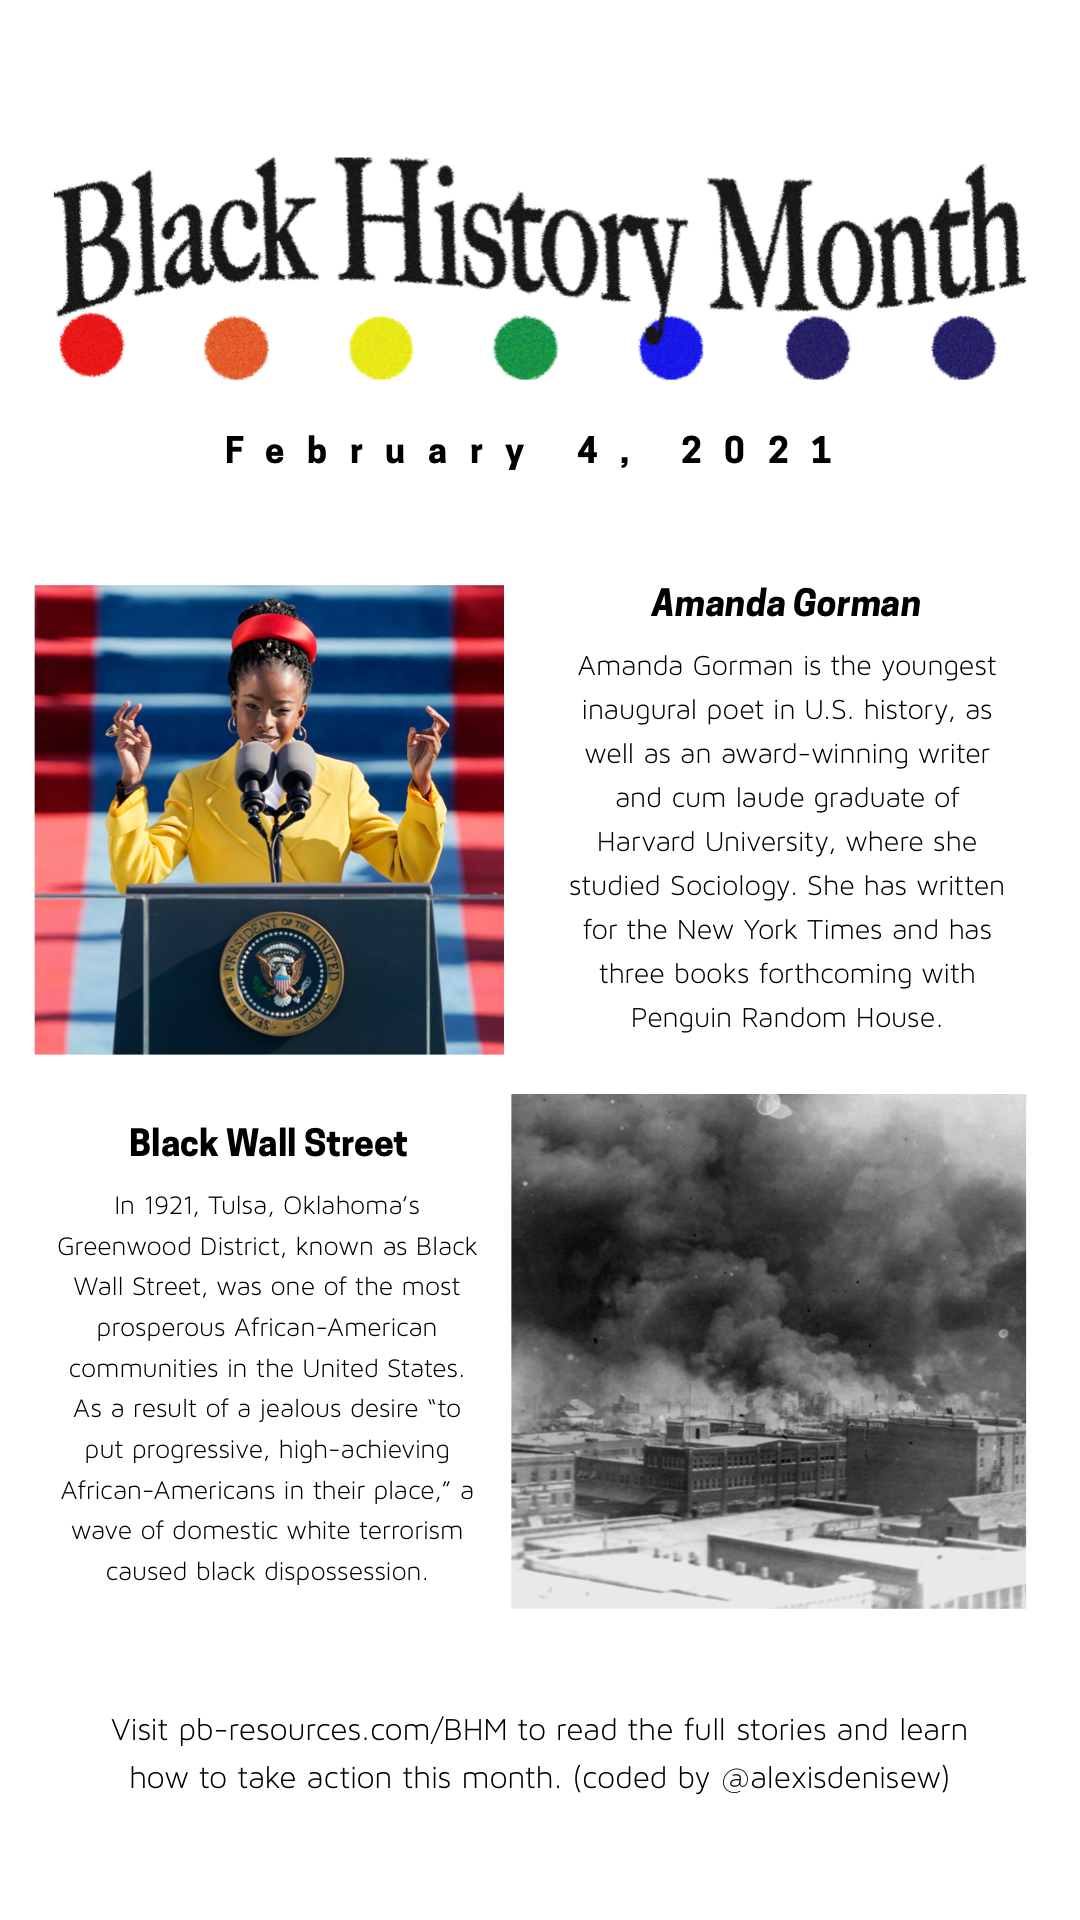 Black History Month
February 4, 2021
Amanda Gorman
Amanda Gorman is the youngest
inaugural poet in U.S. history, as
well as an award-winning writer
and cum laude graduate of
Harvard University, where she
studied Sociology. She has written
for the New York Times and has
three books forthcoming with
Penguin Random House.
SEAL OF THE PRESIDENT OF THE UNITED STATES
Black Wall Street
In 1921, Tulsa, Oklahoma’s
Greenwood District, known as Black
Wall Street, was one of the most
prosperous African-American
communities in the United States.
As a result of a jealous desire “to
put progressive, high-achieving
African-Americans in their place,” a
wave of domestic white terrorism
caused black dispossession.
Visit pb-resources.com/BHM to read the full stories and learn
how to take action this month. (coded by @alexisdenisew)